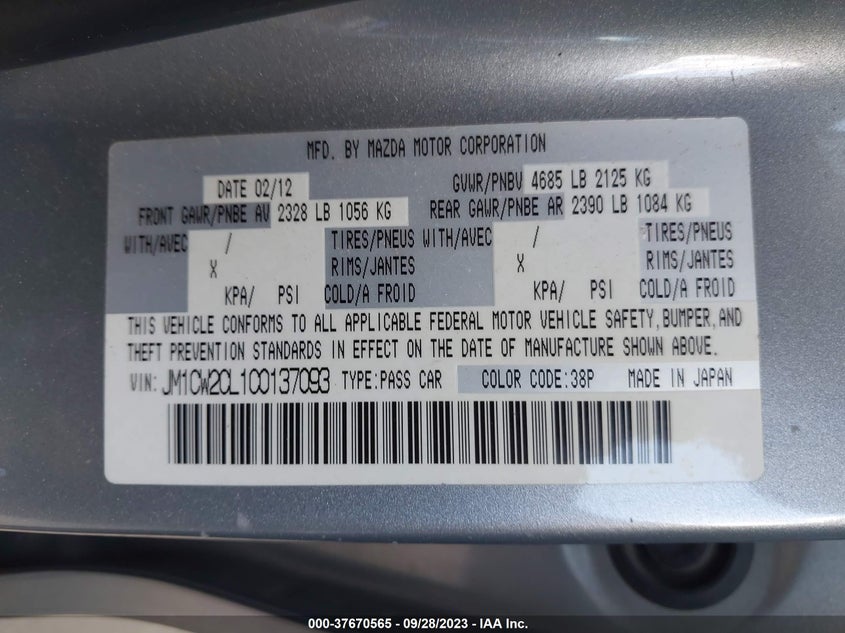 MFD. BY MAZDA MOTOR CORPORATION
DATE 02/12 GVWR/PNBV 4685 LB 2125 KG
FRONT GAWR/PNBE AV 2328 LB 1056 KG REAR GAWR/PNBE AR 2390 LB 1084 KG
WITH/AVEC / TIRES/PNEUS WITH/AVEC / TIRES/PNEUS
X RIMS/JANTES X RIMS/JANTES
KPA/ PSI COLD/A FROID KPA/ PSI COLD/A FROID
THIS VEHICLE CONFORMS TO ALL APPLICABLE FEDERAL MOTOR VEHICLE SAFETY, BUMPER, AND
THEFT PREVENTION STANDARDS IN EFFECT ON THE DATE OF MANUFACTURE SHOWN ABOVE.
VIN: JM1CW2CL1C0137093 TYPE:PASS CAR COLOR CODE:38P MADE IN JAPAN
000-37670565 - 09/28/2023 - IAA Inc.